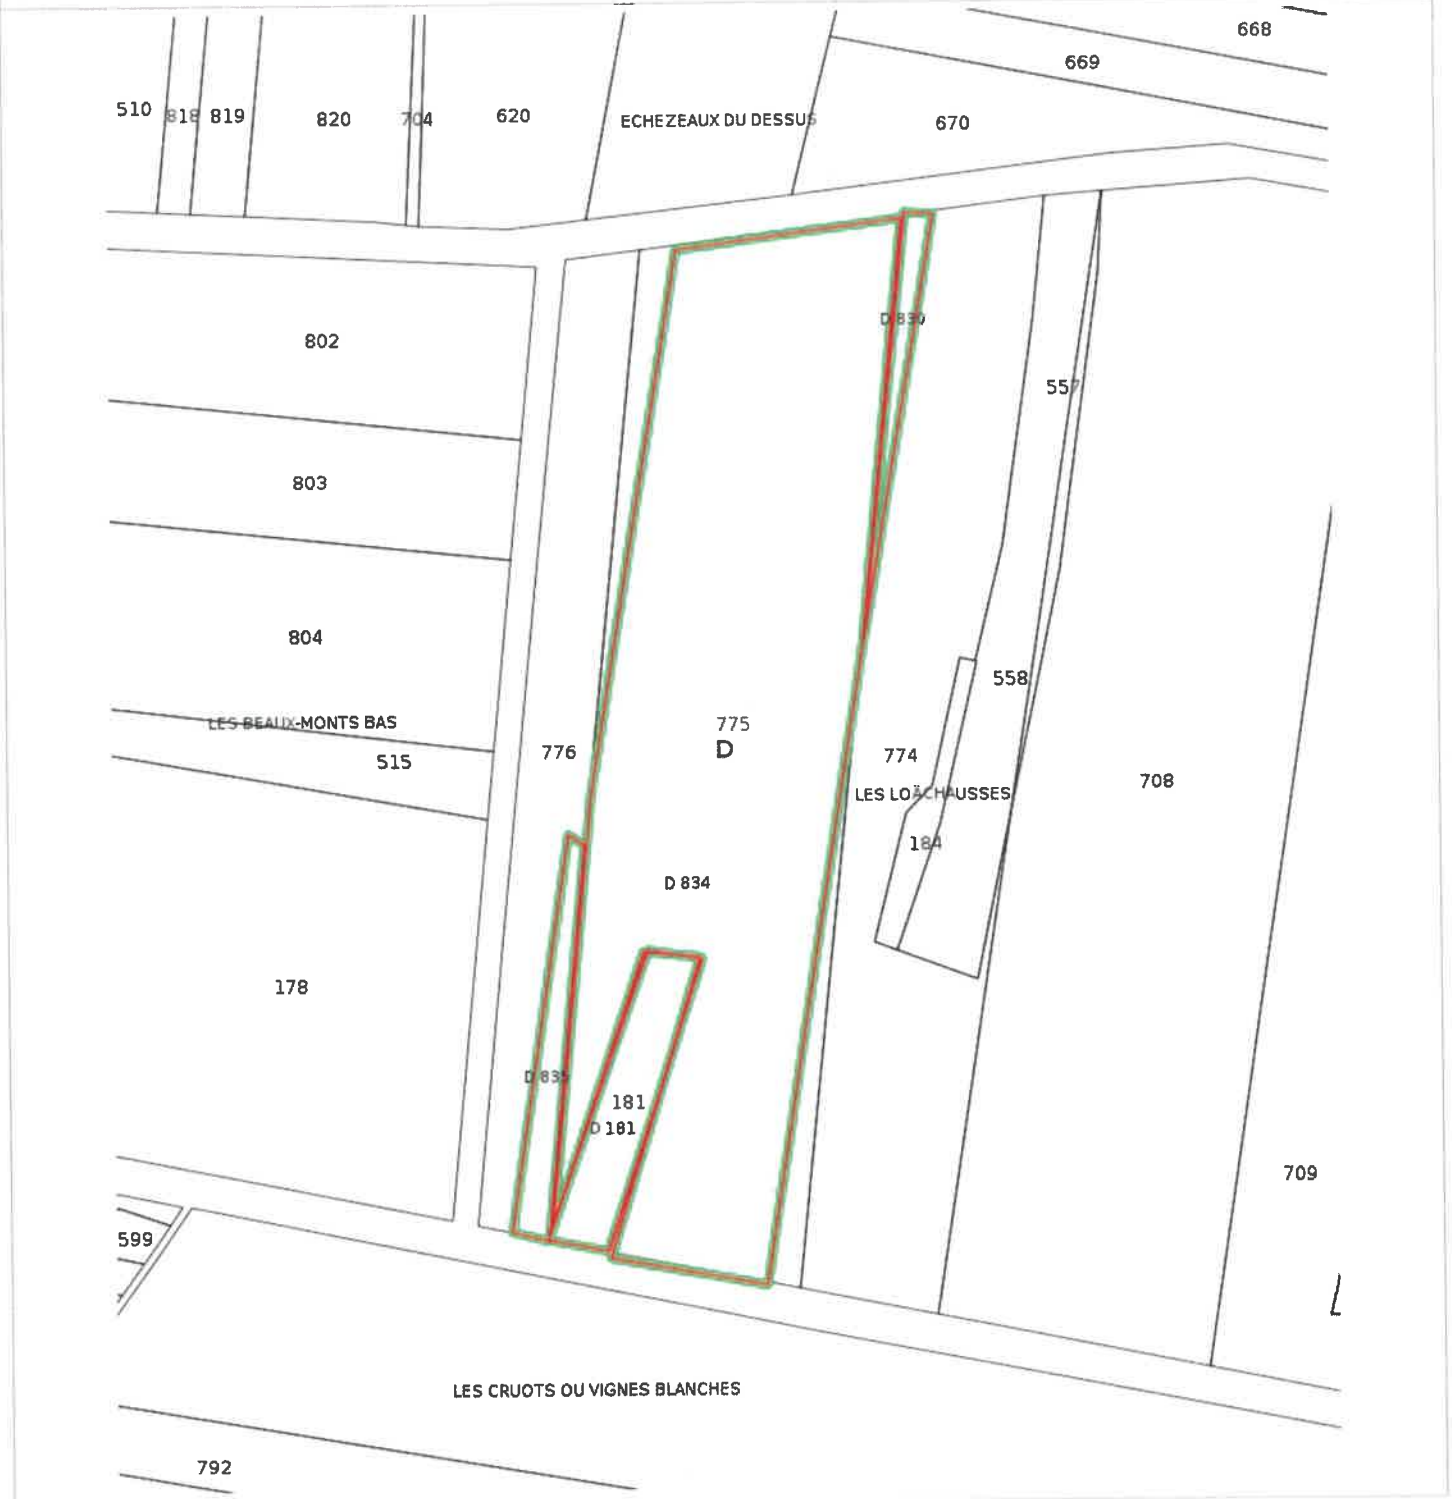 668
669
510
818
819
820
704
620
ECHEZEAUX DU DESSUS
670
D 830
802
557
803
804
558
LES BEAUX-MONTS BAS
775
D
776
774
515
708
LES LOÄCHAUSSES
184
D 834
178
D 835
181
D 181
709
599
LES CRUOTS OU VIGNES BLANCHES
792